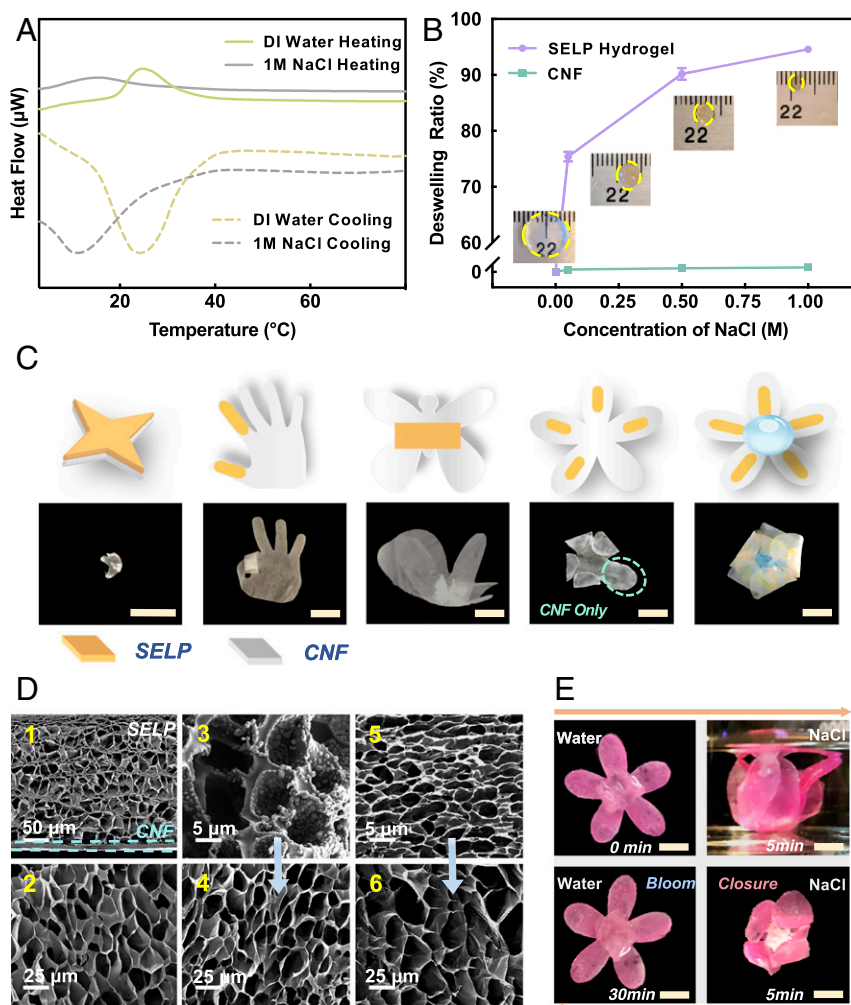 A
Heat Flow (μW)
DI Water Heating
1M NaCl Heating
DI Water Cooling
1M NaCl Cooling
20
40
60
Temperature (°C)
B
Deswelling Ratio (%)
100
90
80
70
60
0
SELP Hydrogel
CNF
22
22
22
22
0.00
0.25
0.50
0.75
1.00
Concentration of NaCl (M)
C
CNF Only
SELP
CNF
D
1
SELP
50 μm
CNF
3
5 μm
5
5 μm
2
25 μm
4
25 μm
6
25 μm
E
Water
0 min
NaCl
5min
Water
Bloom
30min
Closure
NaCl
5min